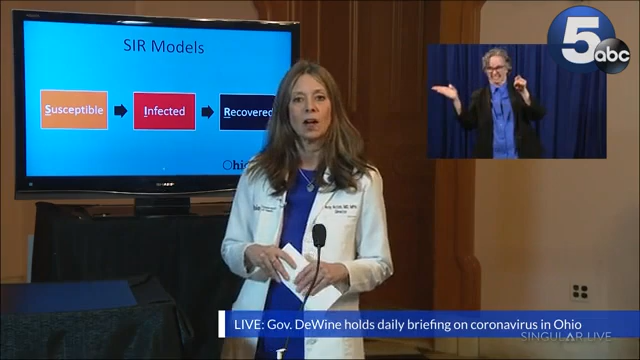 SIR Models
Susceptible
Infected
Recovered
Ohio
SHARP
5
abc
LIVE: Gov. DeWine holds daily briefing on coronavirus in Ohio
SINGULAR.LIVE